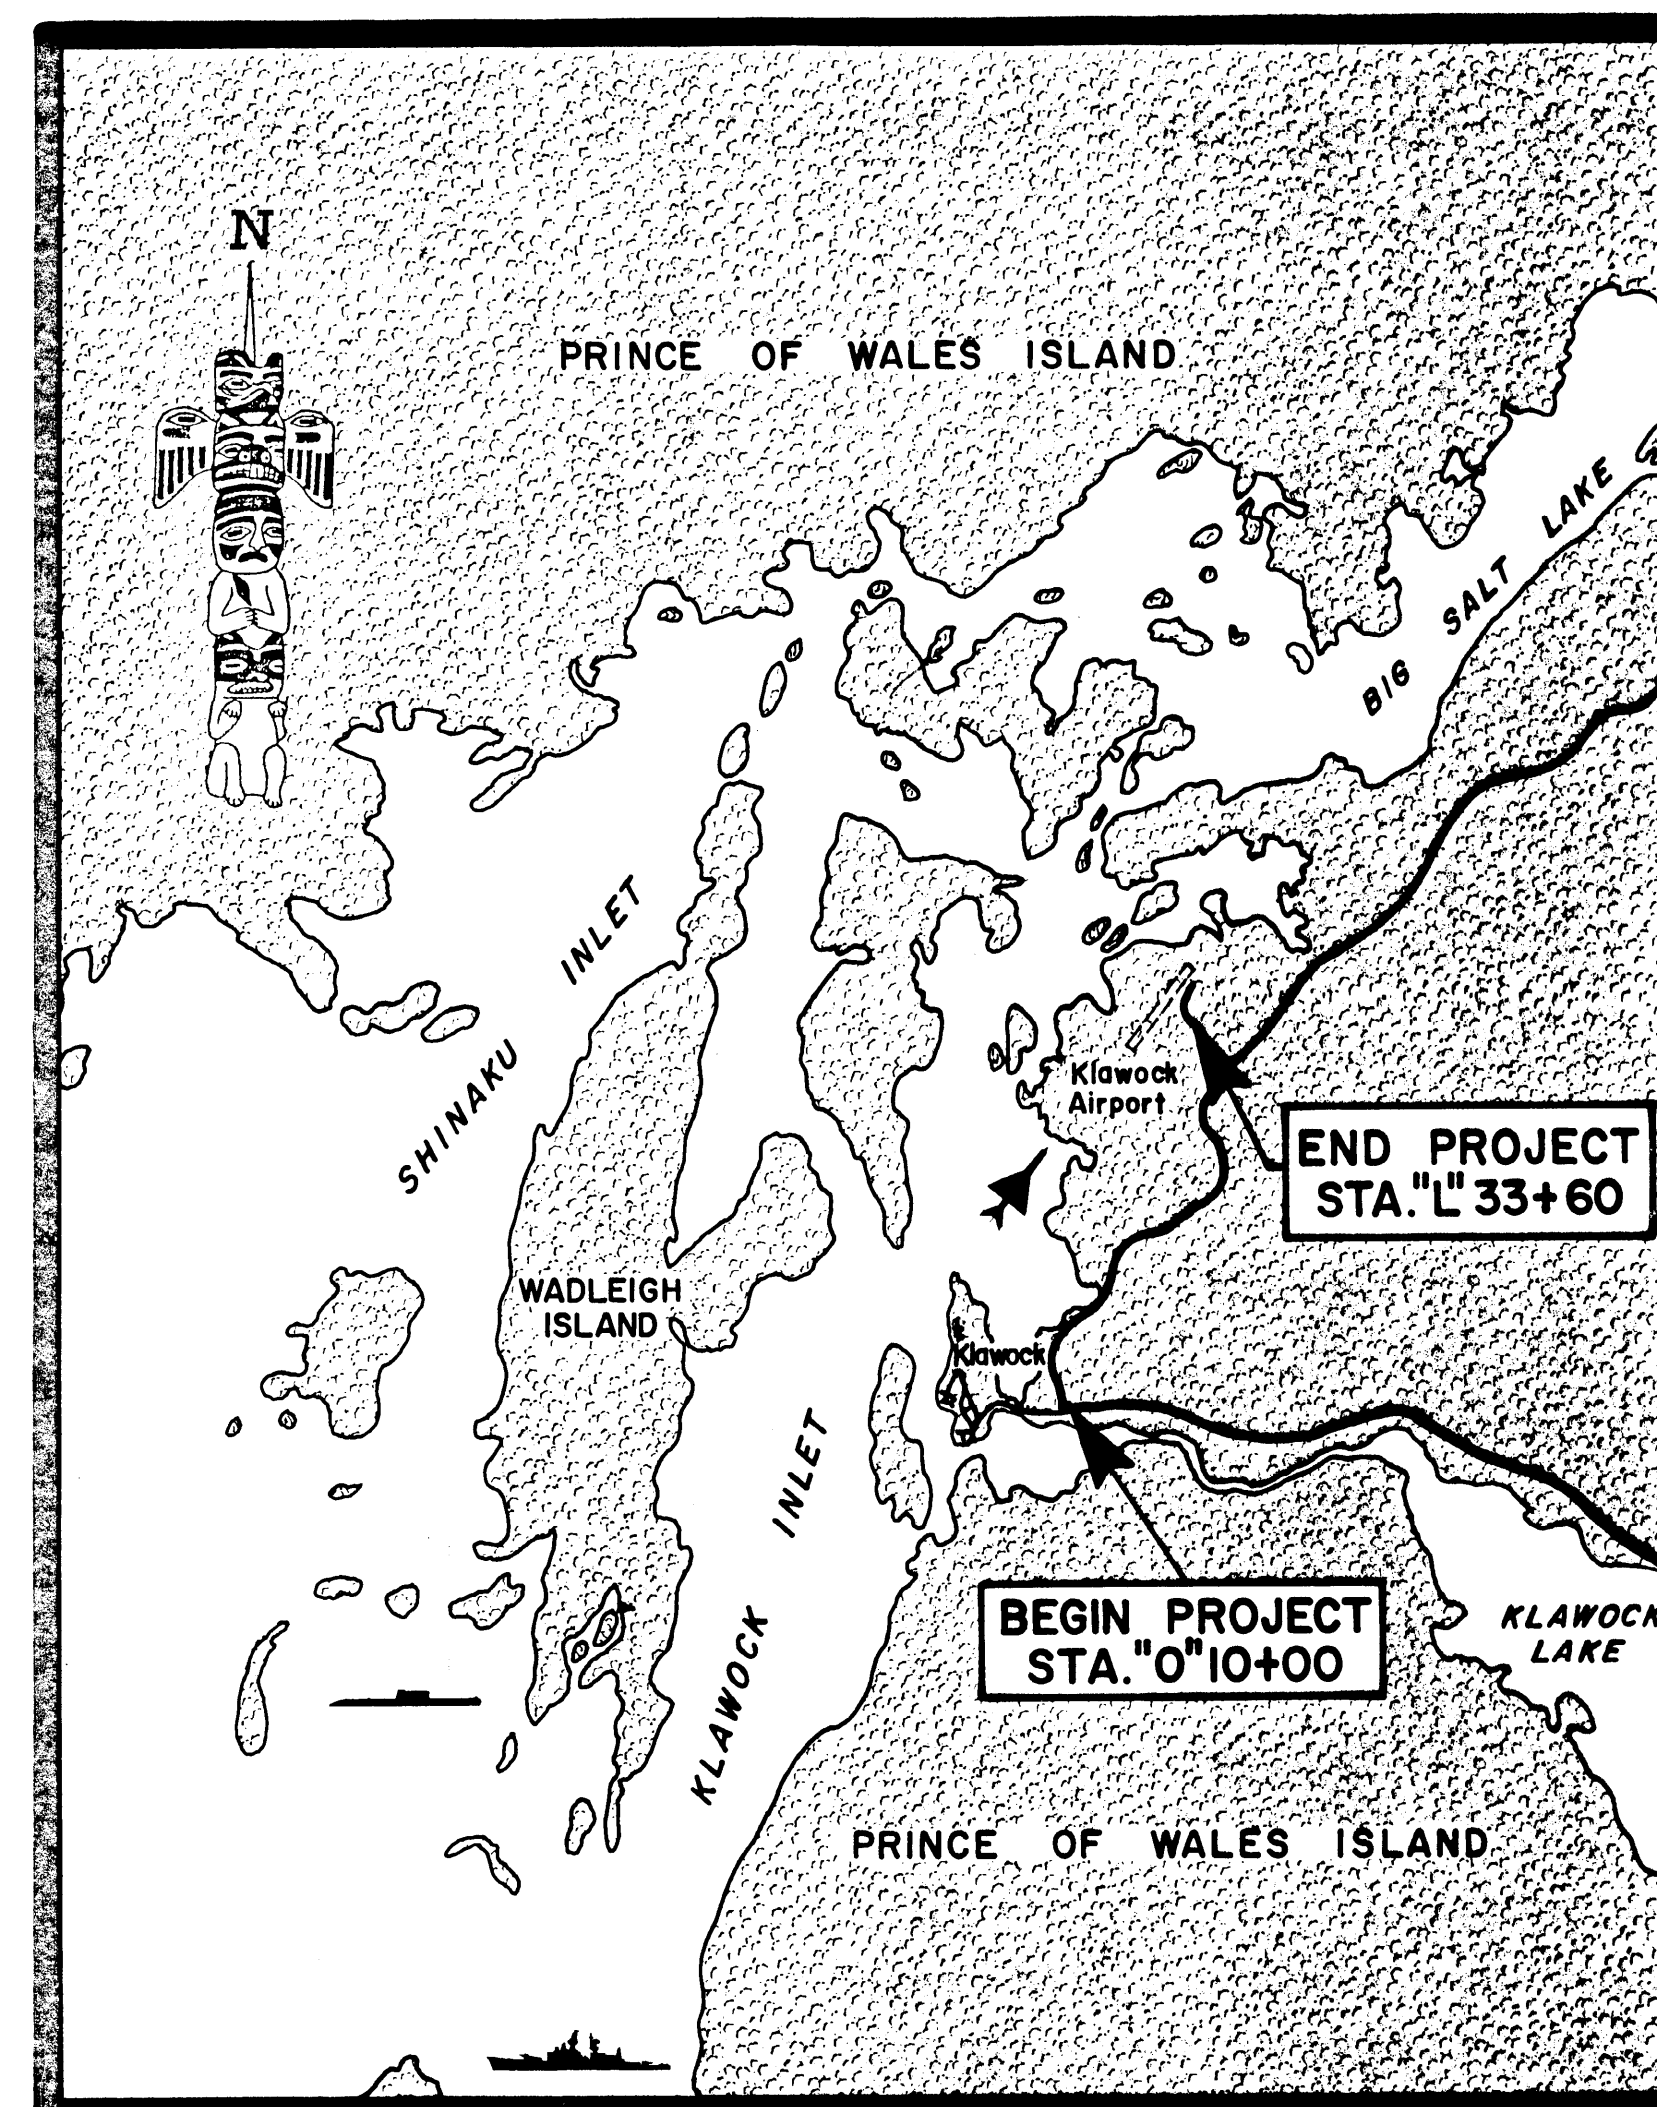 N
PRINCE OF WALES ISLAND
BIG SALT LAKE
SHINAKU INLET
Klawock
Airport
END PROJECT
STA."L" 33+60
WADLEIGH
ISLAND
Klawock
KLAWOCK INLET
BEGIN PROJECT
STA."O" 10+00
KLAWOCK
LAKE
PRINCE OF WALES ISLAND